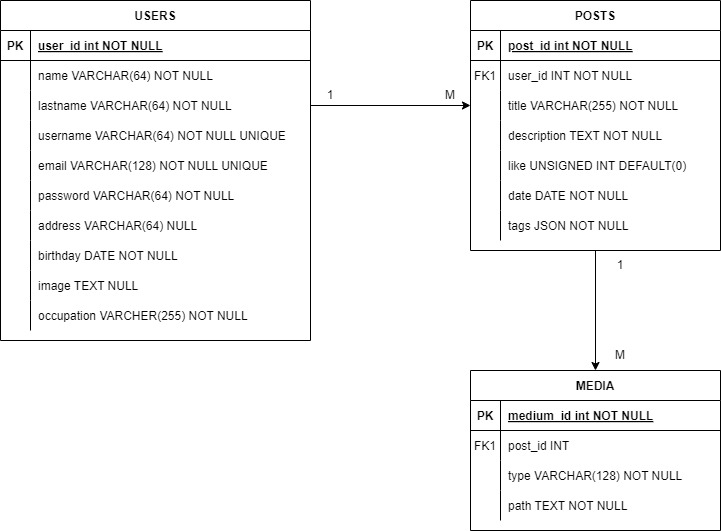 USERS
PK user_id int NOT NULL
name VARCHAR(64) NOT NULL
lastname VARCHAR(64) NOT NULL
username VARCHAR(64) NOT NULL UNIQUE
email VARCHAR(128) NOT NULL UNIQUE
password VARCHAR(64) NOT NULL
address VARCHAR(64) NULL
birthday DATE NOT NULL
image TEXT NULL
occupation VARCHER(255) NOT NULL
1 M
POSTS
PK post_id int NOT NULL
FK1 user_id INT NOT NULL
title VARCHAR(255) NOT NULL
description TEXT NOT NULL
like UNSIGNED INT DEFAULT(0)
date DATE NOT NULL
tags JSON NOT NULL
1
M
MEDIA
PK medium_id int NOT NULL
FK1 post_id INT
type VARCHAR(128) NOT NULL
path TEXT NOT NULL